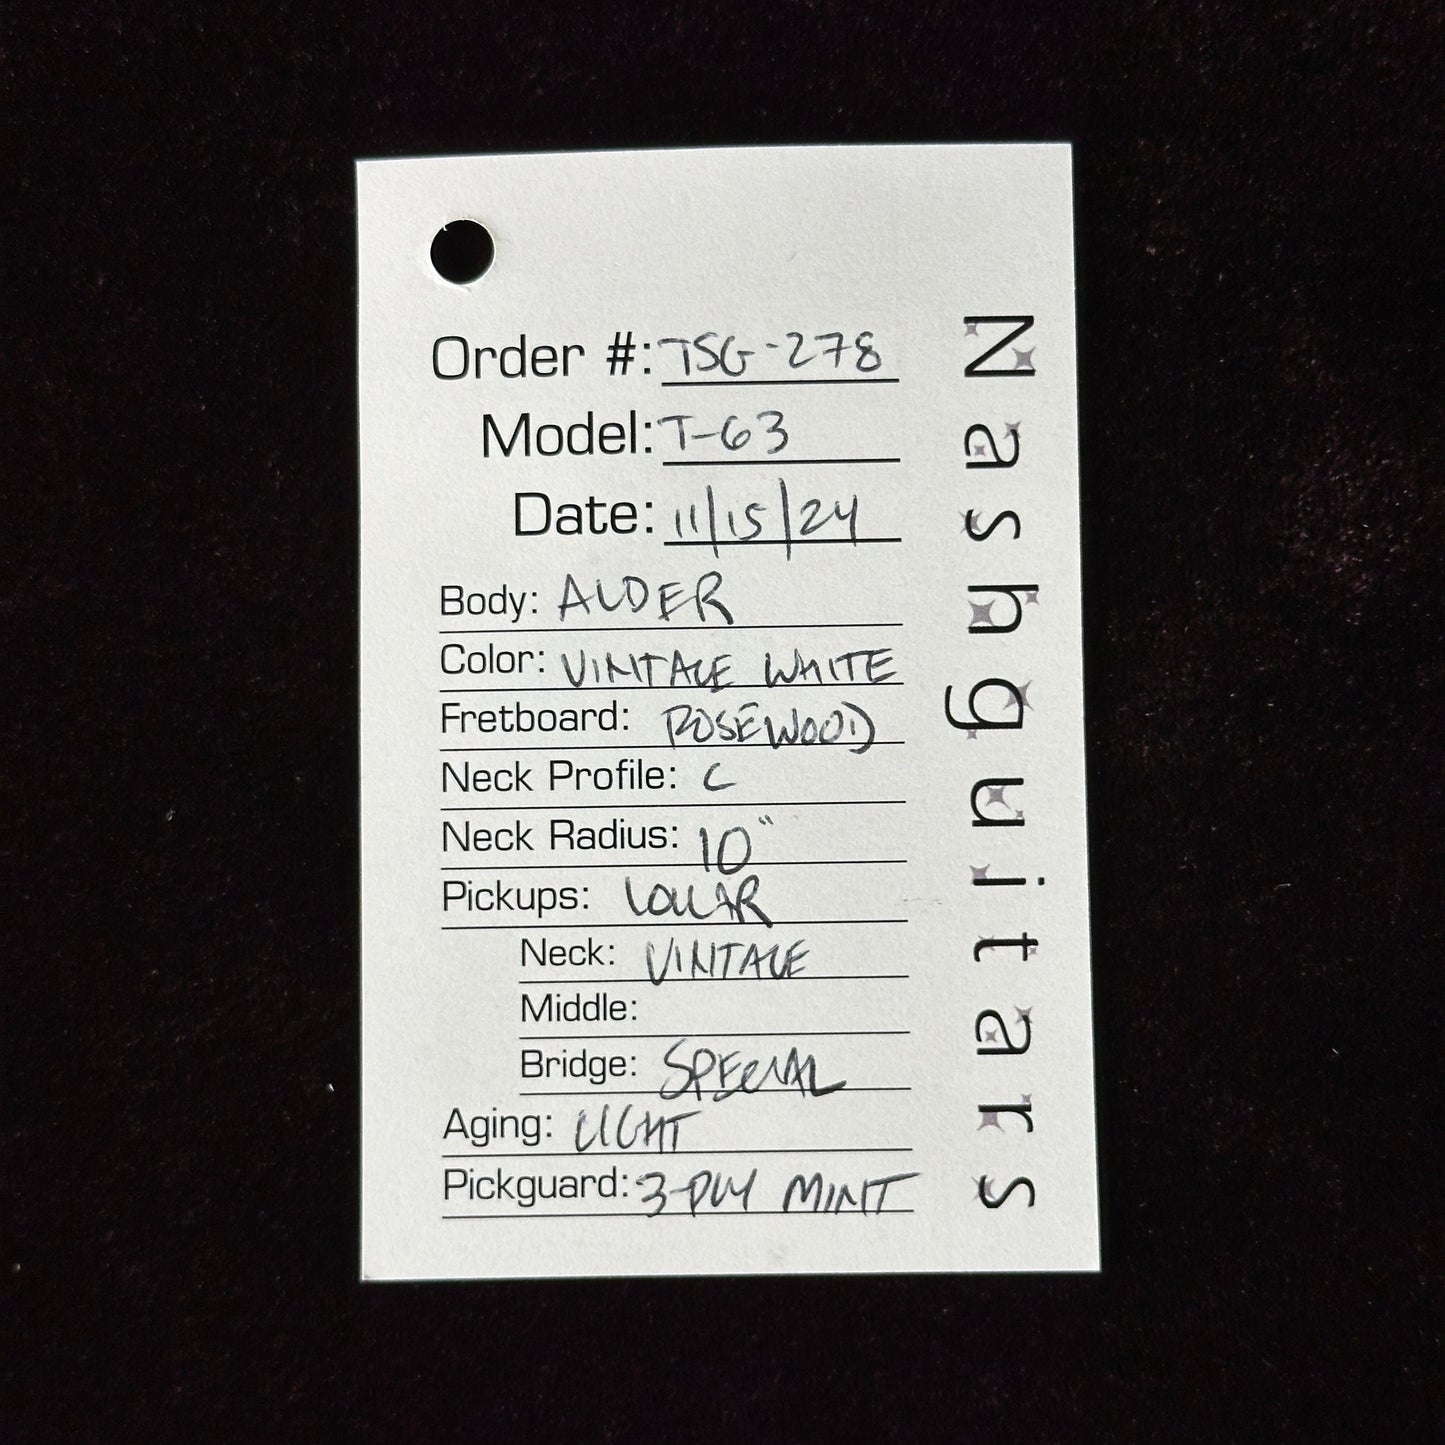 Order #: TSG-278
Model: T-63
Date: 11/15/24
Body: ALDER
Color: VINTAGE WHITE
Fretboard: ROSEWOOD
Neck Profile: C
Neck Radius: 10"
Pickups: LOLLAR
Neck: VINTAGE
Middle:
Bridge: SPECIAL
Aging: LIGHT
Pickguard: 3-PLY MINT
Nashguitars